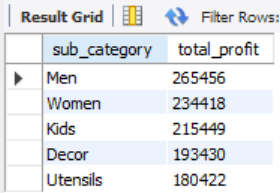 Result Grid Filter Rows:
sub_category total_profit
Men 265456
Women 234418
Kids 215449
Decor 193430
Utensils 180422